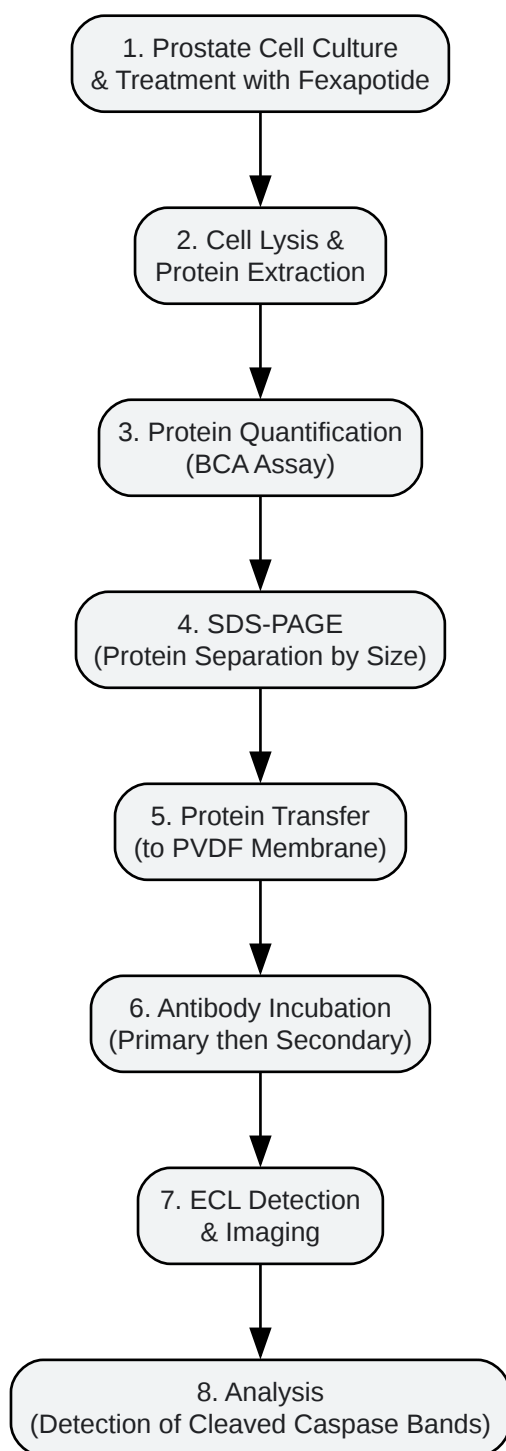 1. Prostate Cell Culture
& Treatment with Fexapotide
2. Cell Lysis &
Protein Extraction
3. Protein Quantification
(BCA Assay)
4. SDS-PAGE
(Protein Separation by Size)
5. Protein Transfer
(to PVDF Membrane)
6. Antibody Incubation
(Primary then Secondary)
7. ECL Detection
& Imaging
8. Analysis
(Detection of Cleaved Caspase Bands)